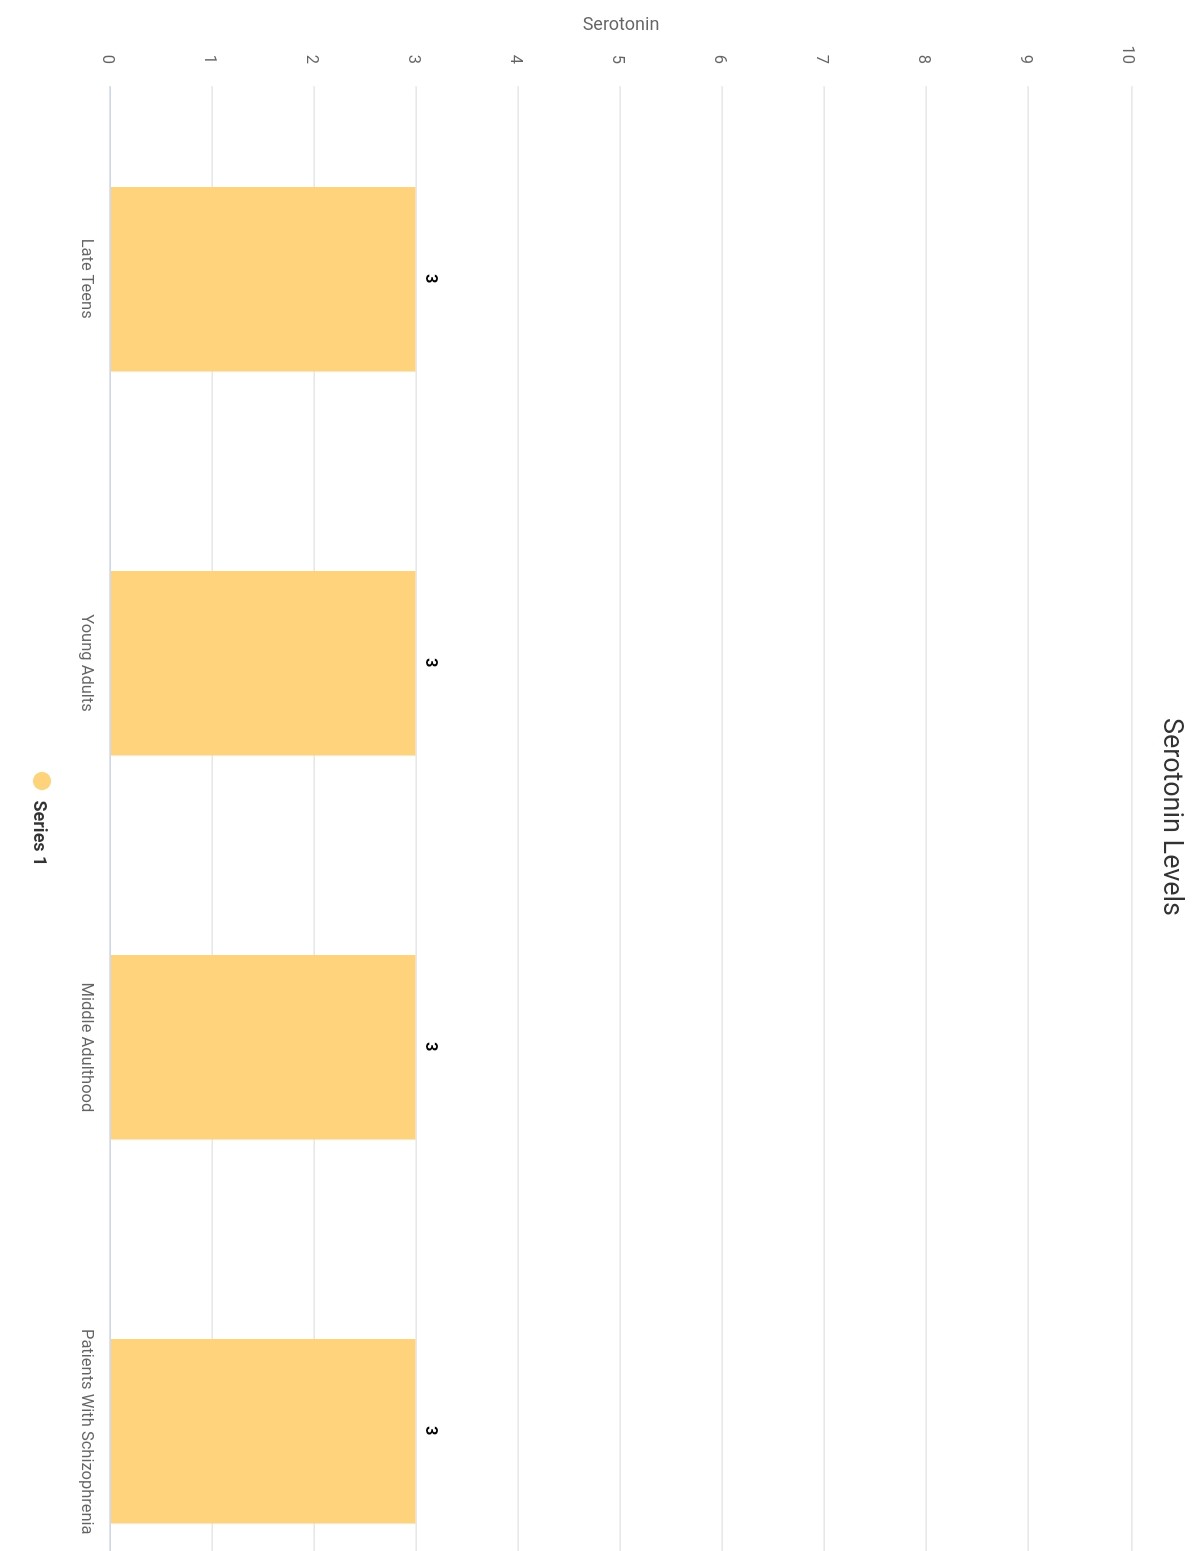 Serotonin Levels
Serotonin
10
9
8
7
6
5
4
3
2
1
0
3
3
3
3
Late Teens
Young Adults
Middle Adulthood
Patients With Schizophrenia
Series 1